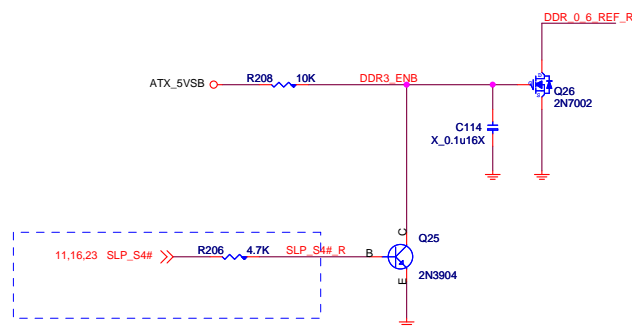 DDR_0_6_REF_R
R208 10K DDR3_ENB
ATX_5VSB
Q26
2N7002
C114
X_0.1u16X
C
Q25
11,16,23 SLP_S4# R206 4.7K SLP_S4#_R B
2N3904
E